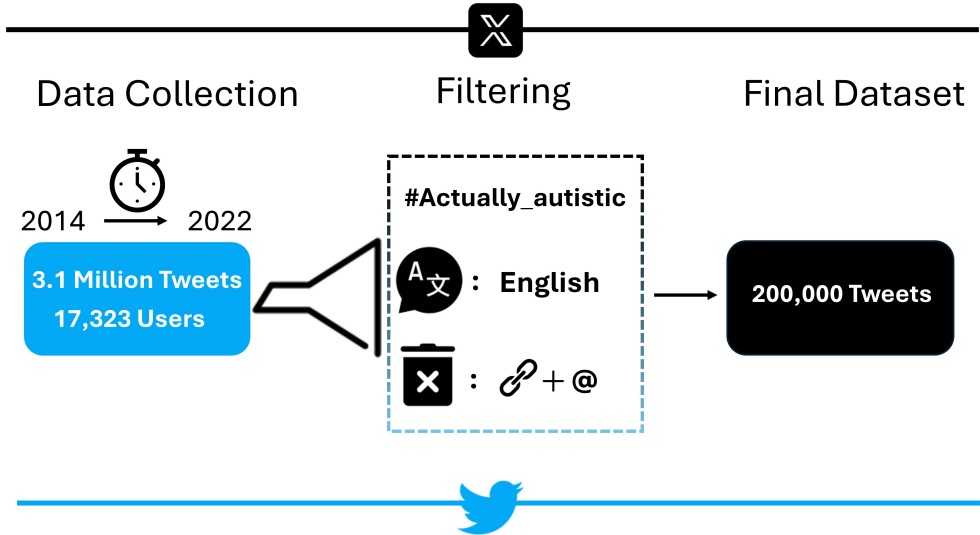 Data Collection
Filtering
Final Dataset
2014
2022
3.1 Million Tweets
17,323 Users
#Actually_autistic
A
文
: English
: + @
200,000 Tweets